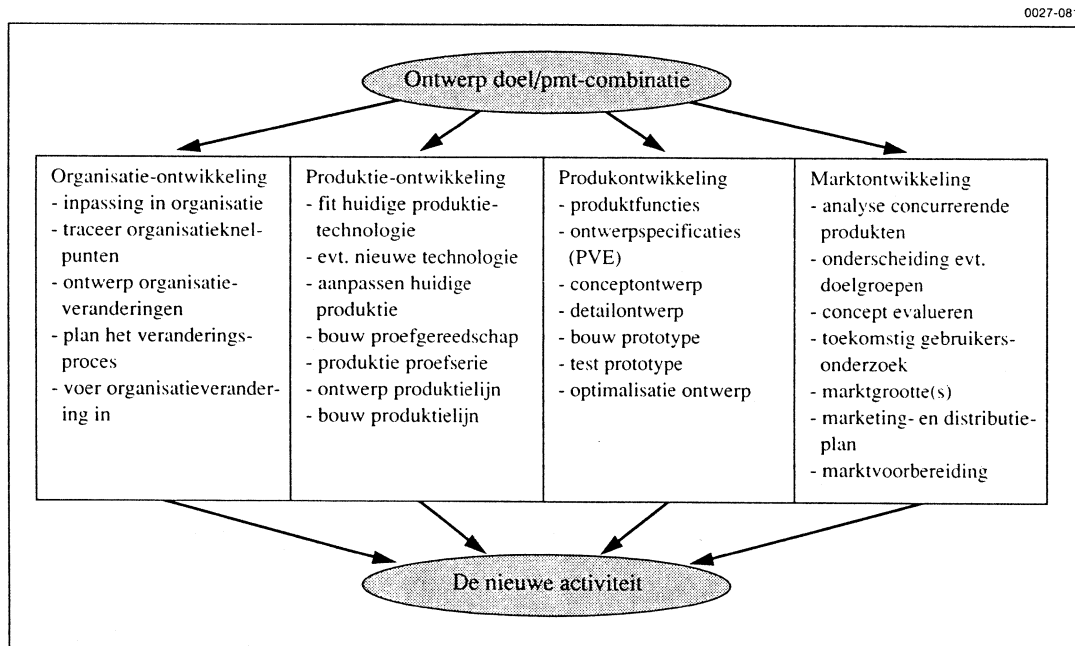 0027-081
Ontwerp doel/pmt-combinatie
Organisatie-ontwikkeling
- inpassing in organisatie
- traceer organisatieknel-
punten
- ontwerp organisatie-
veranderingen
- plan het veranderings-
proces
- voer organisatieverander-
ing in
Produktie-ontwikkeling
- fit huidige produktie-
technologie
- evt. nieuwe technologie
- aanpassen huidige
produktie
- bouw proefgereedschap
- produktie proefserie
- ontwerp produktielijn
- bouw produktielijn
Produkontwikkeling
- produktfuncties
- ontwerpspecificaties
(PVE)
- conceptontwerp
- detailontwerp
- bouw prototype
- test prototype
- optimalisatie ontwerp
Marktontwikkeling
- analyse concurrerende
produkten
- onderscheiding evt.
doelgroepen
- concept evalueren
- toekomstig gebruikers-
onderzoek
- marktgrootte(s)
- marketing- en distributie-
plan
- marktvoorbereiding
De nieuwe activiteit